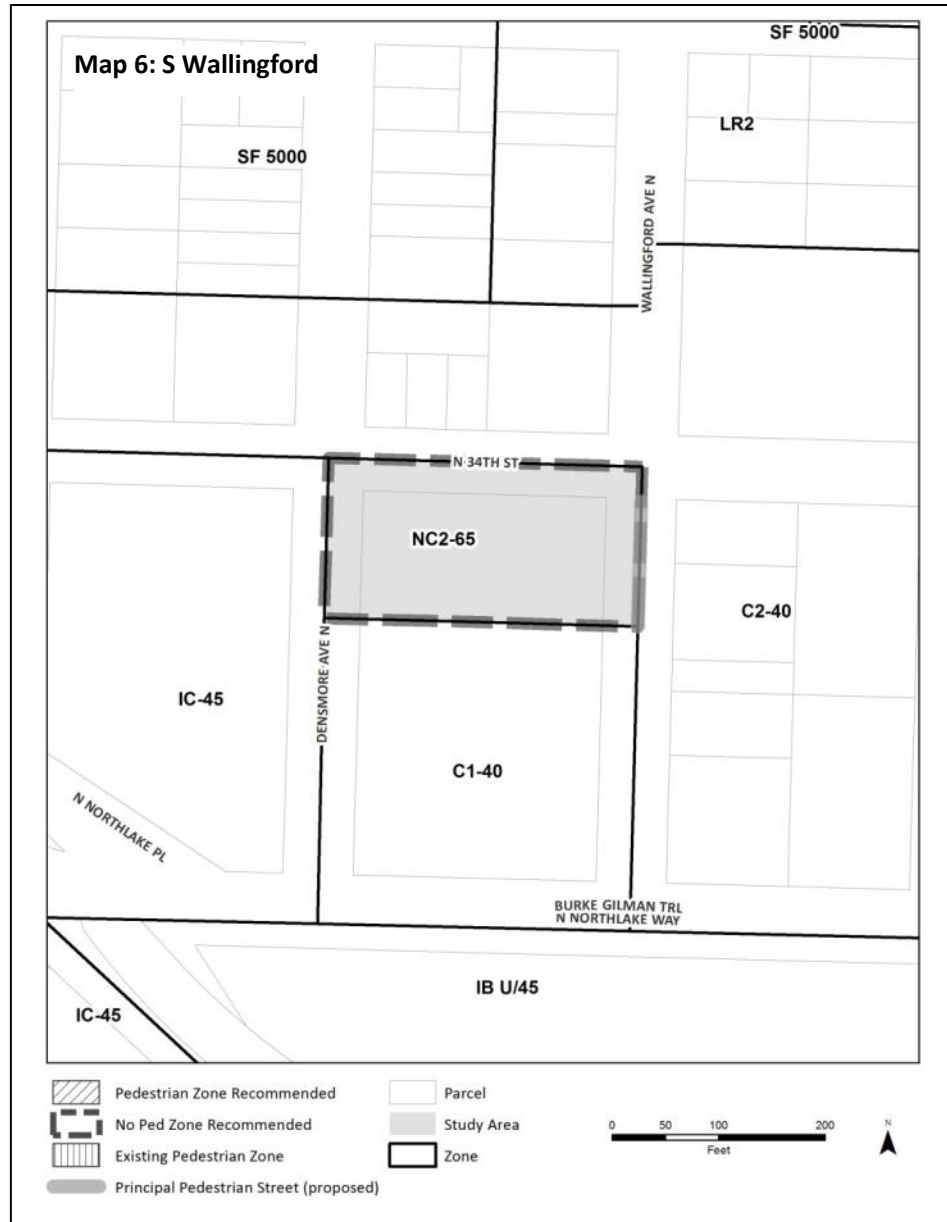 SF 5000
Map 6: S Wallingford
LR2
SF 5000
WALLINGFORD AVE N
N 34TH ST
NC2-65
C2-40
DENSMORE AVE N
IC-45
C1-40
N NORTHLAKE PL
BURKE GILMAN TRL
N NORTHLAKE WAY
IB U/45
IC-45
Pedestrian Zone Recommended
No Ped Zone Recommended
Existing Pedestrian Zone
Principal Pedestrian Street (proposed)
Parcel
Study Area
Zone
0 50 100 200
Feet
N